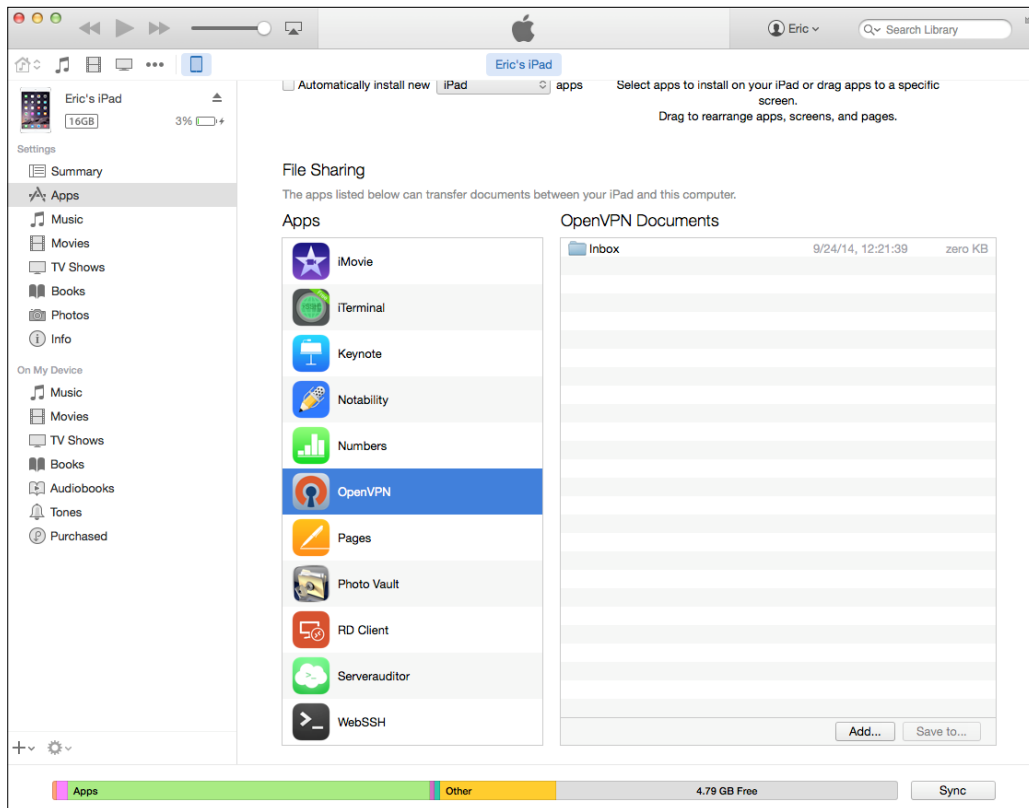 Eric
Search Library
Eric's iPad
Eric's iPad
16GB
3%
Settings
Summary
Apps
Music
Movies
TV Shows
Books
Photos
Info
On My Device
Music
Movies
TV Shows
Books
Audiobooks
Tones
Purchased
Automatically install new iPad apps
Select apps to install on your iPad or drag apps to a specific
screen.
Drag to rearrange apps, screens, and pages.
File Sharing
The apps listed below can transfer documents between your iPad and this computer.
Apps
iMovie
iTerminal
Keynote
Notability
Numbers
OpenVPN
Pages
Photo Vault
RD Client
Serverauditor
WebSSH
OpenVPN Documents
Inbox 9/24/14, 12:21:39 zero KB
Add... Save to...
Apps Other 4.79 GB Free Sync